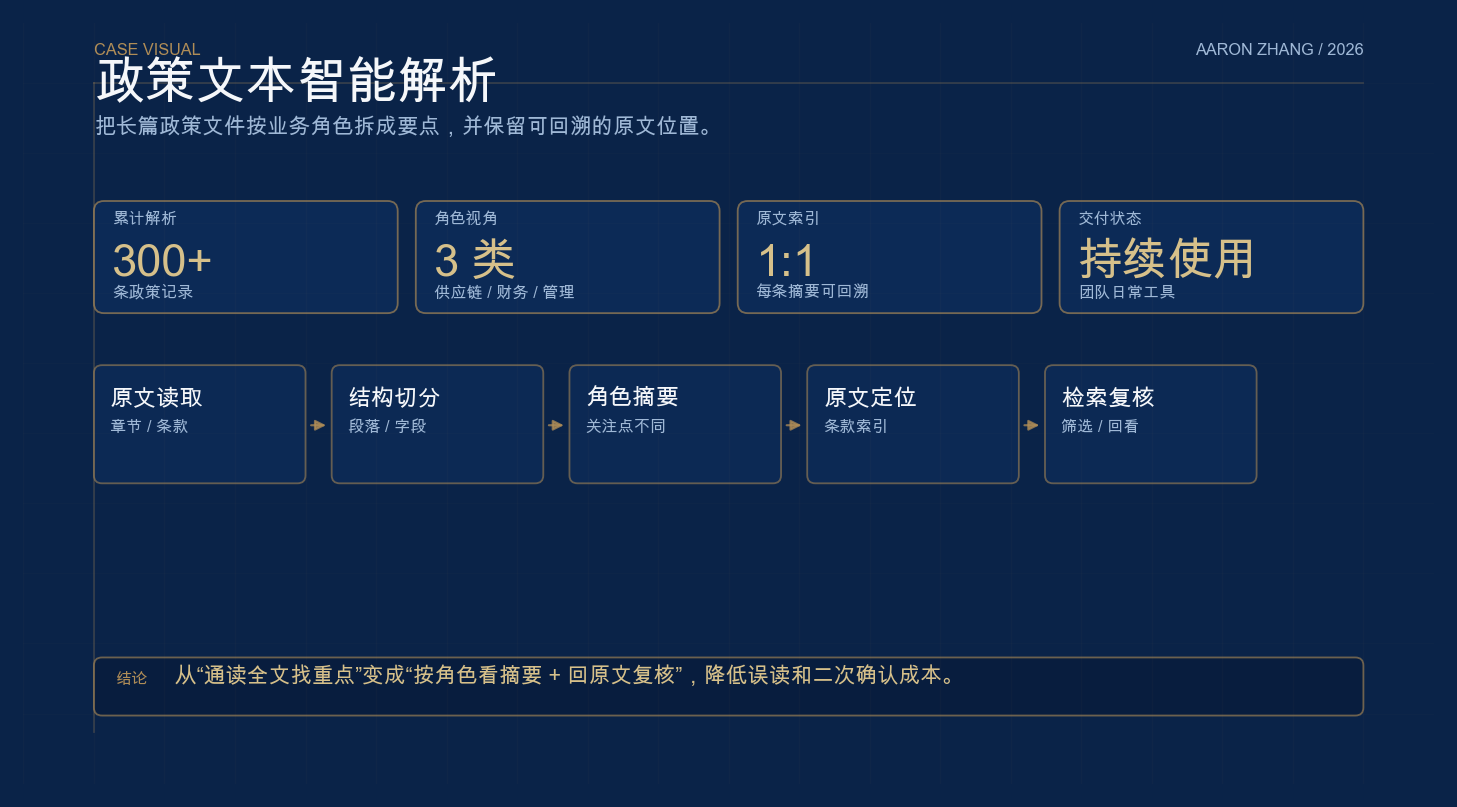 CASE VISUAL
AARON ZHANG / 2026
政策文本智能解析
把长篇政策文件按业务角色拆成要点，并保留可回溯的原文位置。
累计解析
300+
条政策记录
角色视角
3 类
供应链 / 财务 / 管理
原文索引
1:1
每条摘要可回溯
交付状态
持续使用
团队日常工具
原文读取
章节 / 条款
结构切分
段落 / 字段
角色摘要
关注点不同
原文定位
条款索引
检索复核
筛选 / 回看
结论
从“通读全文找重点”变成“按角色看摘要 + 回原文复核”，降低误读和二次确认成本。